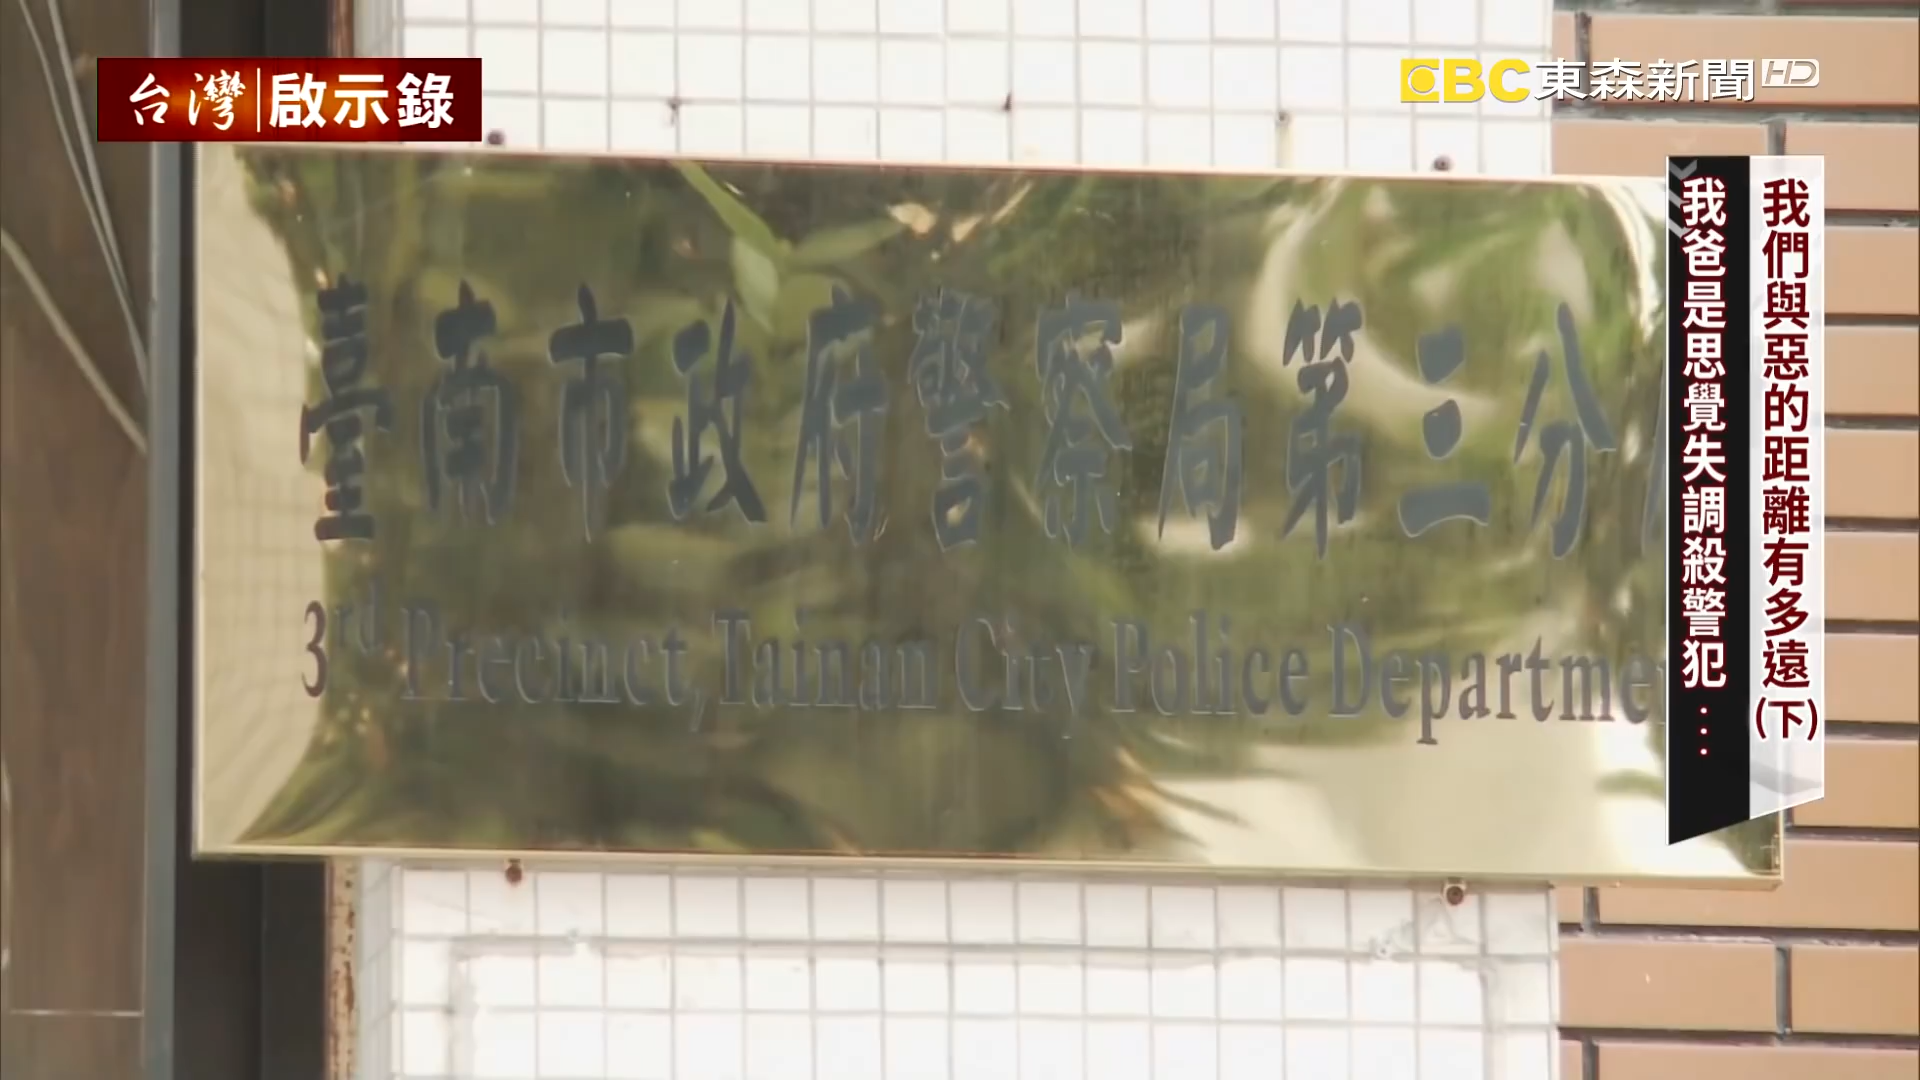 台灣啟示錄
EBC東森新聞HD
我們與惡的距離有多遠(下)
我爸是思覺失調殺警犯...
臺南市政府警察局第三分
3rd Precinct, Tainan City Police Departme